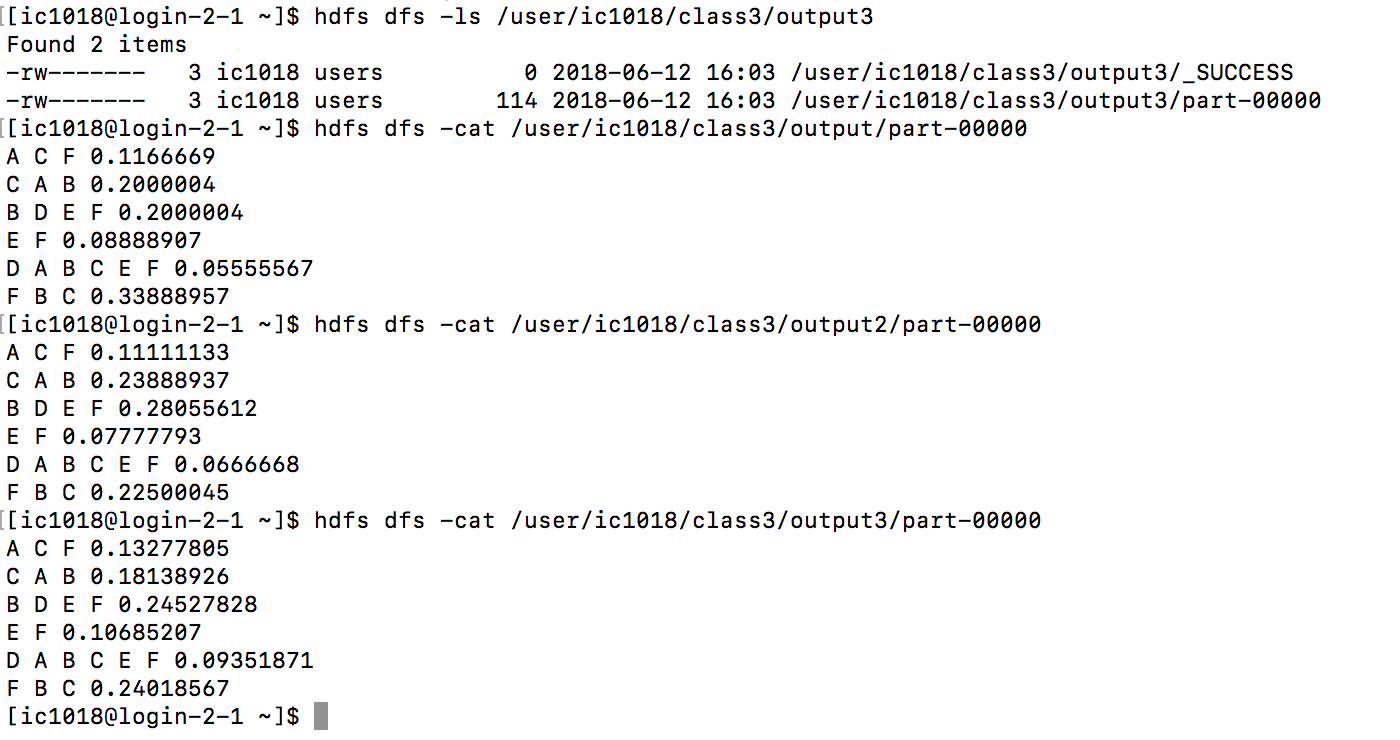 [[ic1018@login-2-1 ~]$ hdfs dfs -ls /user/ic1018/class3/output3
Found 2 items
-rw-------   3 ic1018 users          0 2018-06-12 16:03 /user/ic1018/class3/output3/_SUCCESS
-rw-------   3 ic1018 users        114 2018-06-12 16:03 /user/ic1018/class3/output3/part-00000
[[ic1018@login-2-1 ~]$ hdfs dfs -cat /user/ic1018/class3/output/part-00000
A C F 0.1166669
C A B 0.2000004
B D E F 0.2000004
E F 0.08888907
D A B C E F 0.05555567
F B C 0.33888957
[[ic1018@login-2-1 ~]$ hdfs dfs -cat /user/ic1018/class3/output2/part-00000
A C F 0.11111133
C A B 0.23888937
B D E F 0.28055612
E F 0.07777793
D A B C E F 0.0666668
F B C 0.22500045
[[ic1018@login-2-1 ~]$ hdfs dfs -cat /user/ic1018/class3/output3/part-00000
A C F 0.13277805
C A B 0.18138926
B D E F 0.24527828
E F 0.10685207
D A B C E F 0.09351871
F B C 0.24018567
[ic1018@login-2-1 ~]$